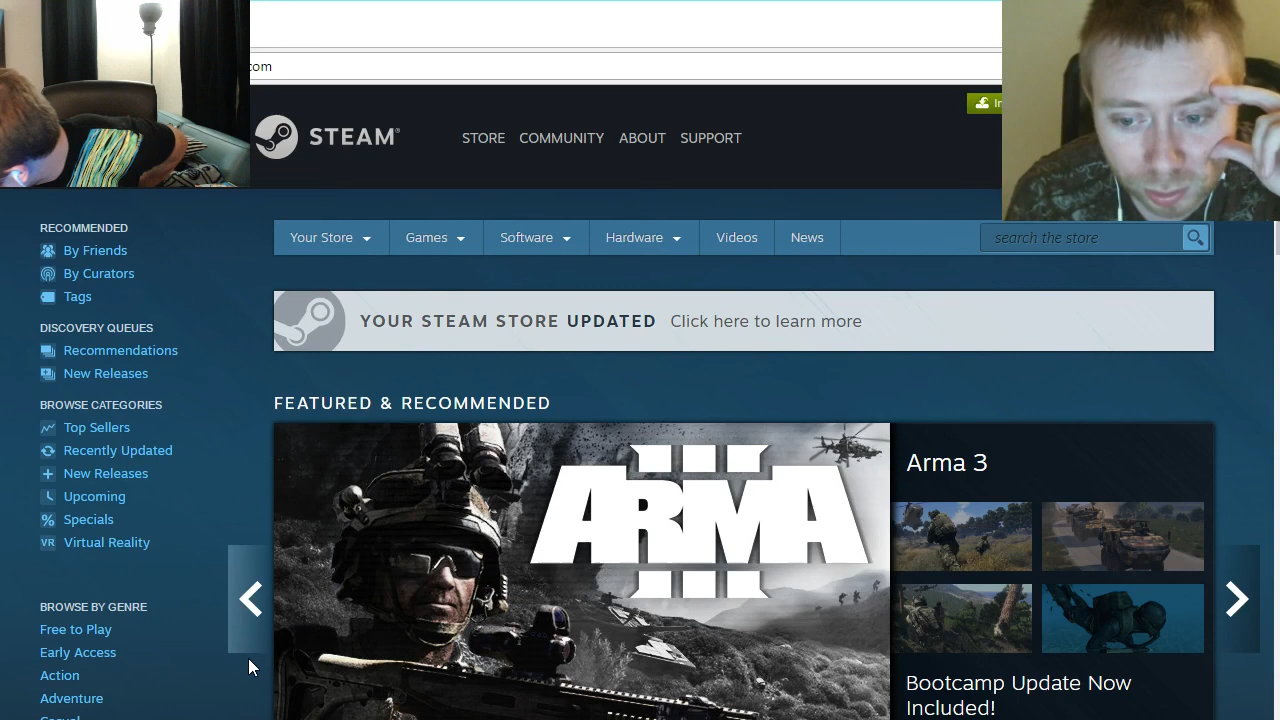 com
In
STEAM®
STORE COMMUNITY ABOUT SUPPORT
Your Store Games Software Hardware Videos News
search the store
RECOMMENDED
By Friends
By Curators
Tags
DISCOVERY QUEUES
Recommendations
New Releases
BROWSE CATEGORIES
Top Sellers
Recently Updated
New Releases
Upcoming
Specials
VR Virtual Reality
BROWSE BY GENRE
Free to Play
Early Access
Action
Adventure
Casual
YOUR STEAM STORE UPDATED Click here to learn more
FEATURED & RECOMMENDED
ARMA III
Arma 3
Bootcamp Update Now
Included!